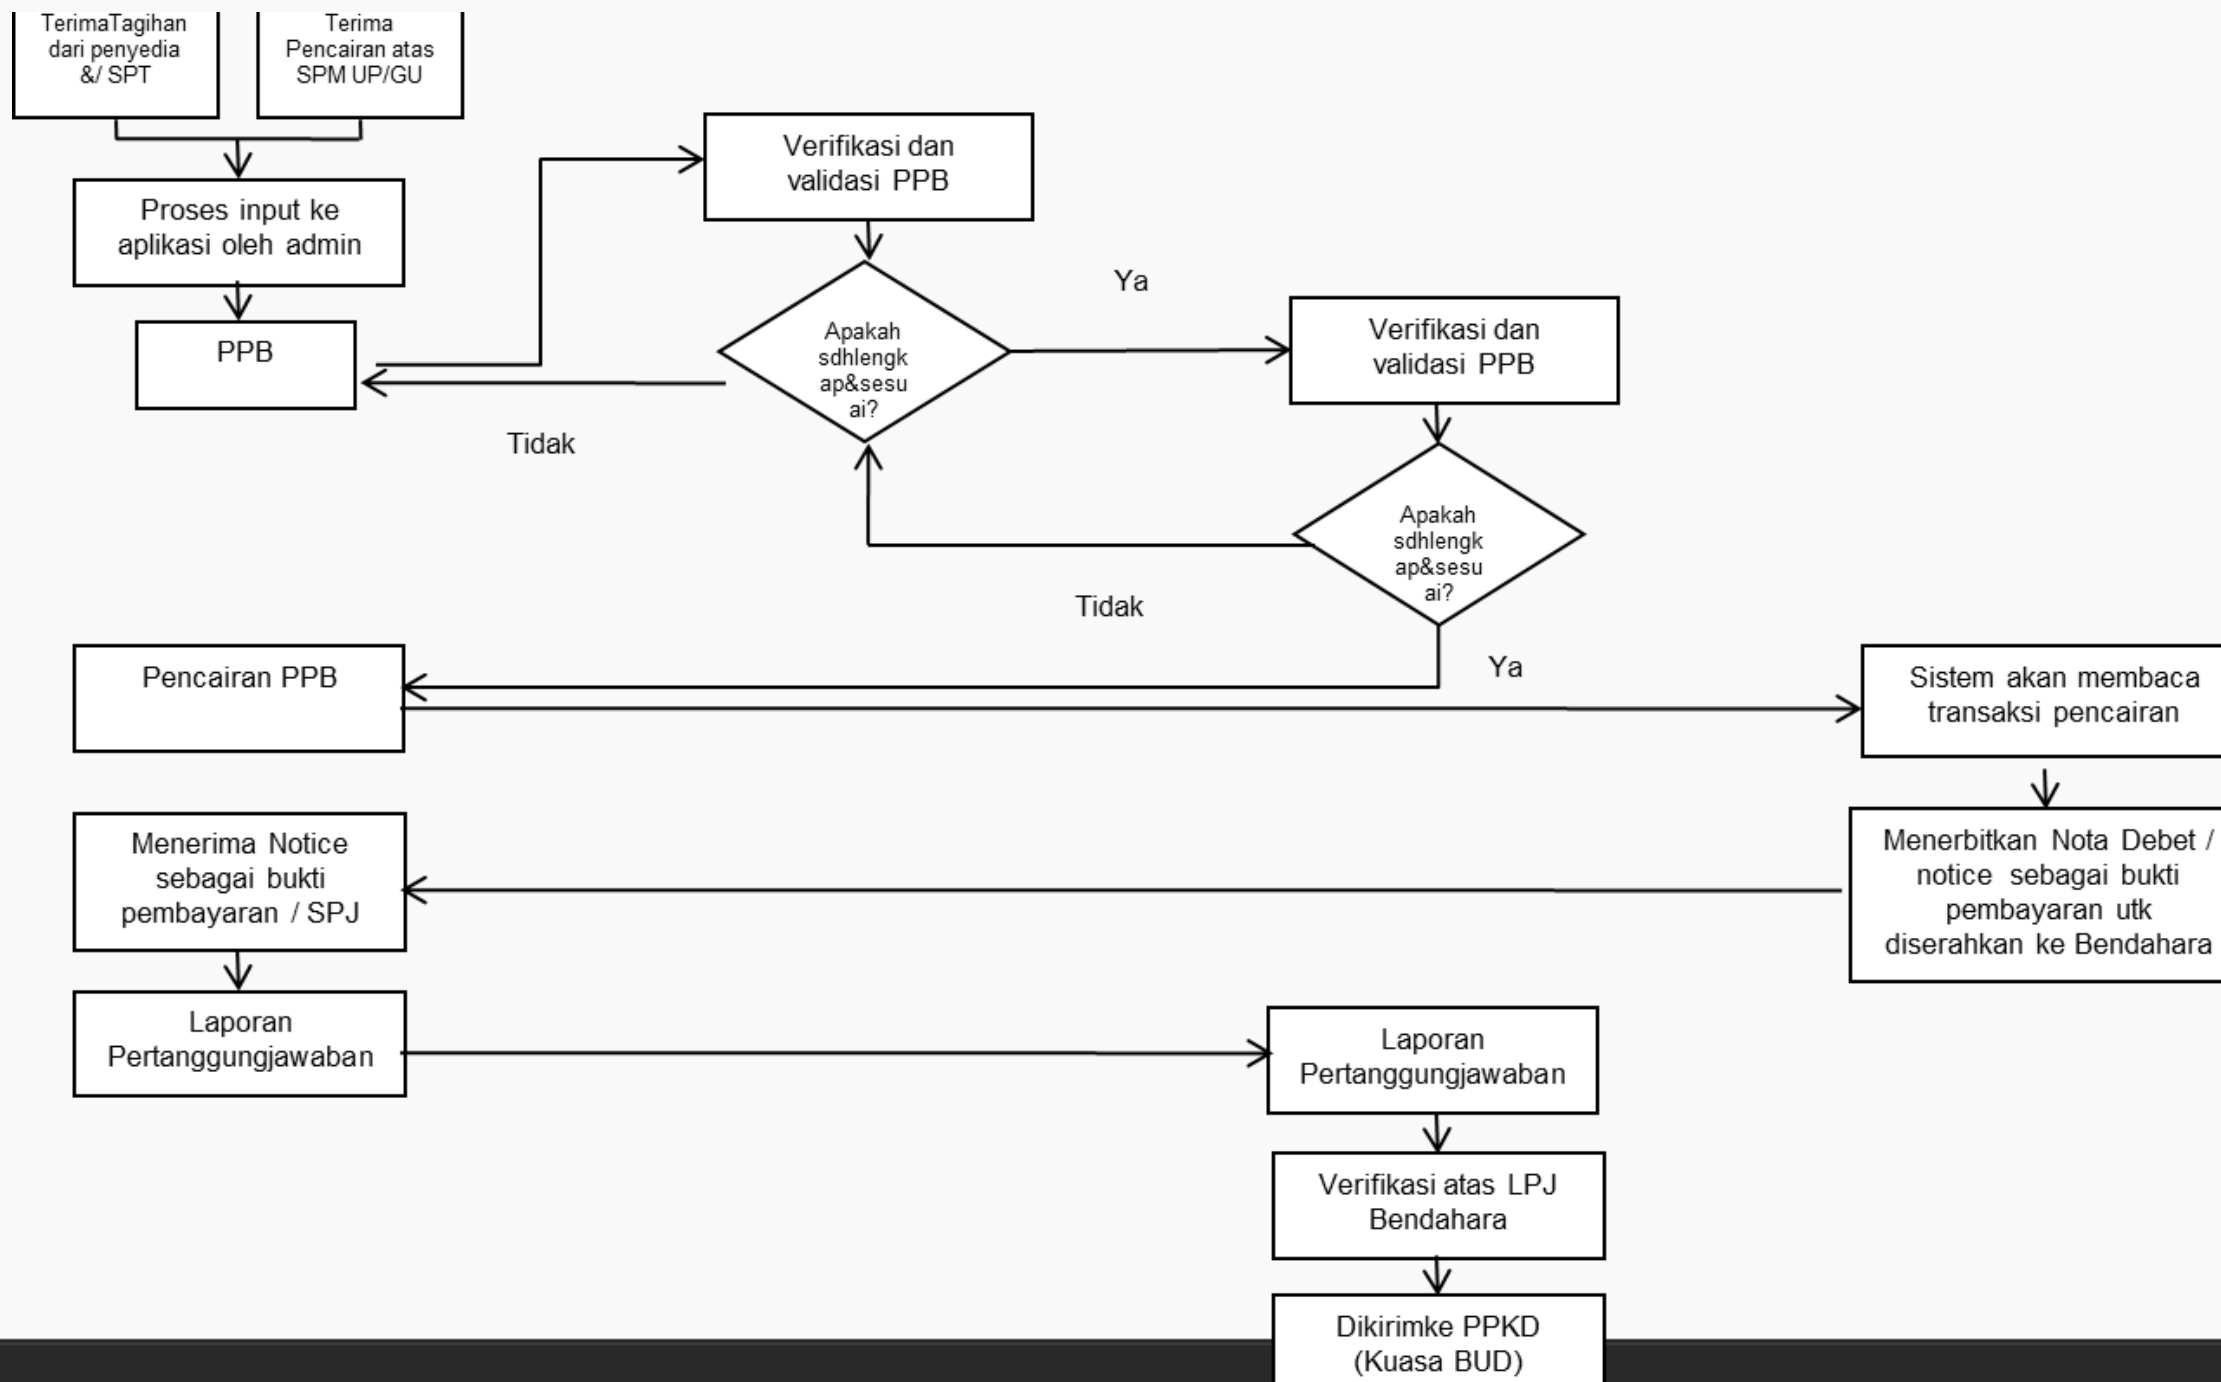 TerimaTagihan
dari penyedia
&/ SPT
Terima
Pencairan atas
SPM UP/GU
Proses input ke
aplikasi oleh admin
PPB
Verifikasi dan
validasi PPB
Apakah
sdhlengk
ap&sesu
ai?
Ya
Tidak
Verifikasi dan
validasi PPB
Apakah
sdhlengk
ap&sesu
ai?
Tidak
Ya
Pencairan PPB
Sistem akan membaca
transaksi pencairan
Menerbitkan Nota Debet /
notice sebagai bukti
pembayaran utk
diserahkan ke Bendahara
Menerima Notice
sebagai bukti
pembayaran / SPJ
Laporan
Pertanggungjawaban
Laporan
Pertanggungjawaban
Verifikasi atas LPJ
Bendahara
Dikirimke PPKD
(Kuasa BUD)